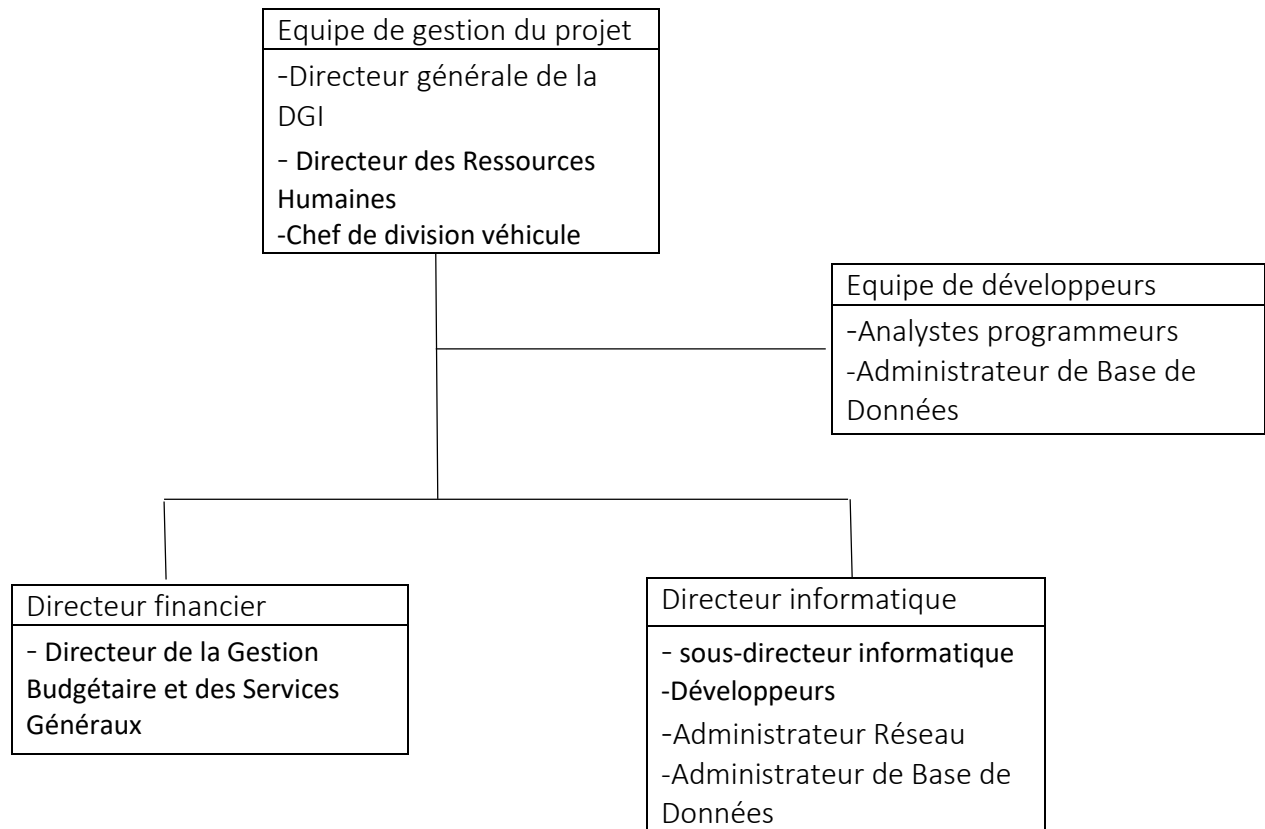 Equipe de gestion du projet
-Directeur générale de la
DGI
- Directeur des Ressources
Humaines
-Chef de division véhicule
Equipe de développeurs
-Analystes programmeurs
-Administrateur de Base de
Données
Directeur financier
- Directeur de la Gestion
Budgétaire et des Services
Généraux
Directeur informatique
- sous-directeur informatique
-Développeurs
-Administrateur Réseau
-Administrateur de Base de
Données